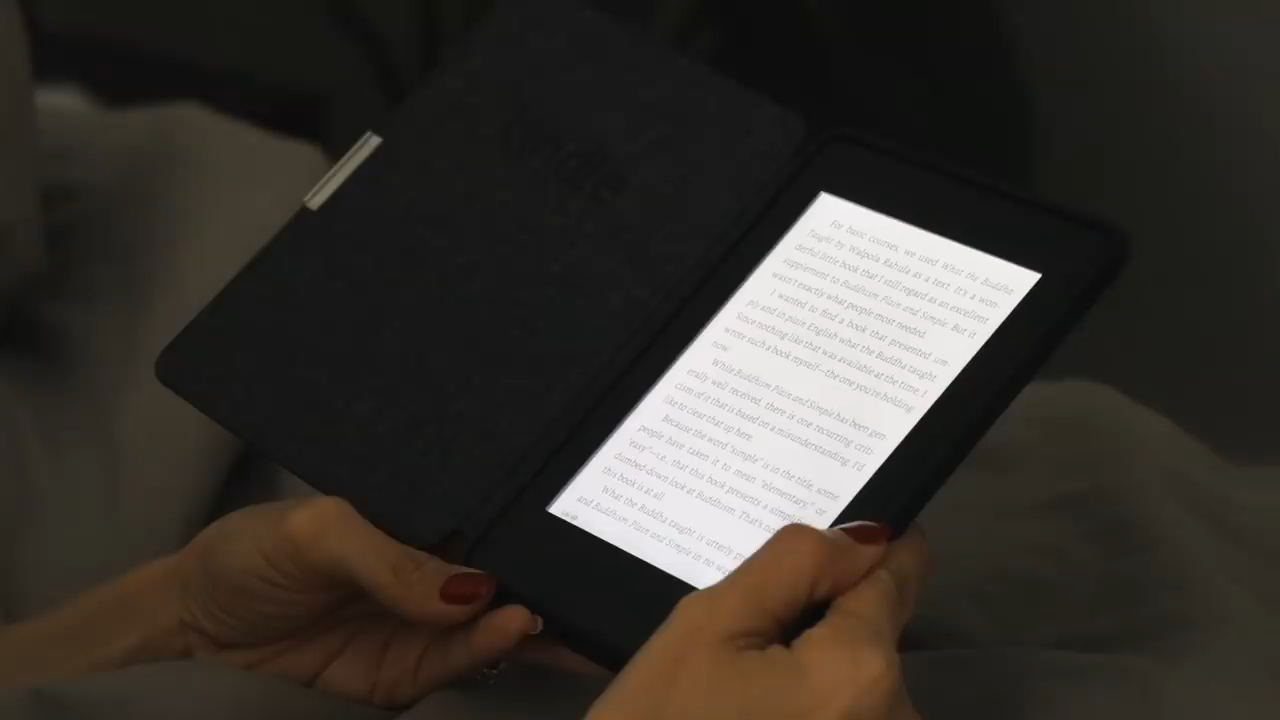 For basic courses, we used What the Buddha
Taught by Walpola Rahula as a text. It's a won-
derful little book that I still regard as an excellent
supplement to Buddhism Plain and Simple. But it
wasn't exactly what people most needed.
I wanted to find a book that presented sim-
ply and in plain English what the Buddha taught.
Since nothing like that was available at the time, I
wrote such a book myself—the one you're holding
now.
While Buddhism Plain and Simple has been gen-
erally well received, there is one recurring criti-
cism of it that is based on a misunderstanding. I'd
like to clear that up here.
Because the word "simple" is in the title, some
people have taken it to mean "elementary," or
"easy"—i.e., that this book presents a simplifi
dumbed-down look at Buddhism. That's no
this book is at all.
What the Buddha taught is utterly
and Buddhism Plain and Simple in no